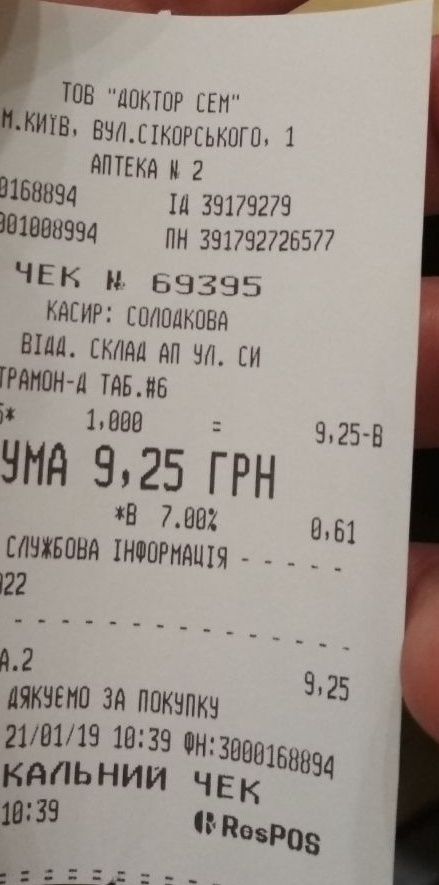 ТОВ "ДОКТОР СЕМ"
М.КИЇВ, ВУЛ.СІКОРСЬКОГО, 1
АПТЕКА № 2
0168894 ІД 39179279
001008994 ПН 391792726577
ЧЕК № 69395
КАСИР: СОЛОДКОВА
ВІДД. СКЛАД АП УЛ. СИ
ТРАМОН-Д ТАБ.#6
* 1,000 = 9,25-В
УМА 9,25 ГРН
*В 7.00% 0,61
СЛУЖБОВА ІНФОРМАЦІЯ - - - - -
022
- - - - - - - - - - - - - - -
А.2 9,25
ДЯКУЄМО ЗА ПОКУПКУ
21/01/19 10:39 ФН:3000168894
КАЛЬНИЙ ЧЕК
10:39 ResPOS